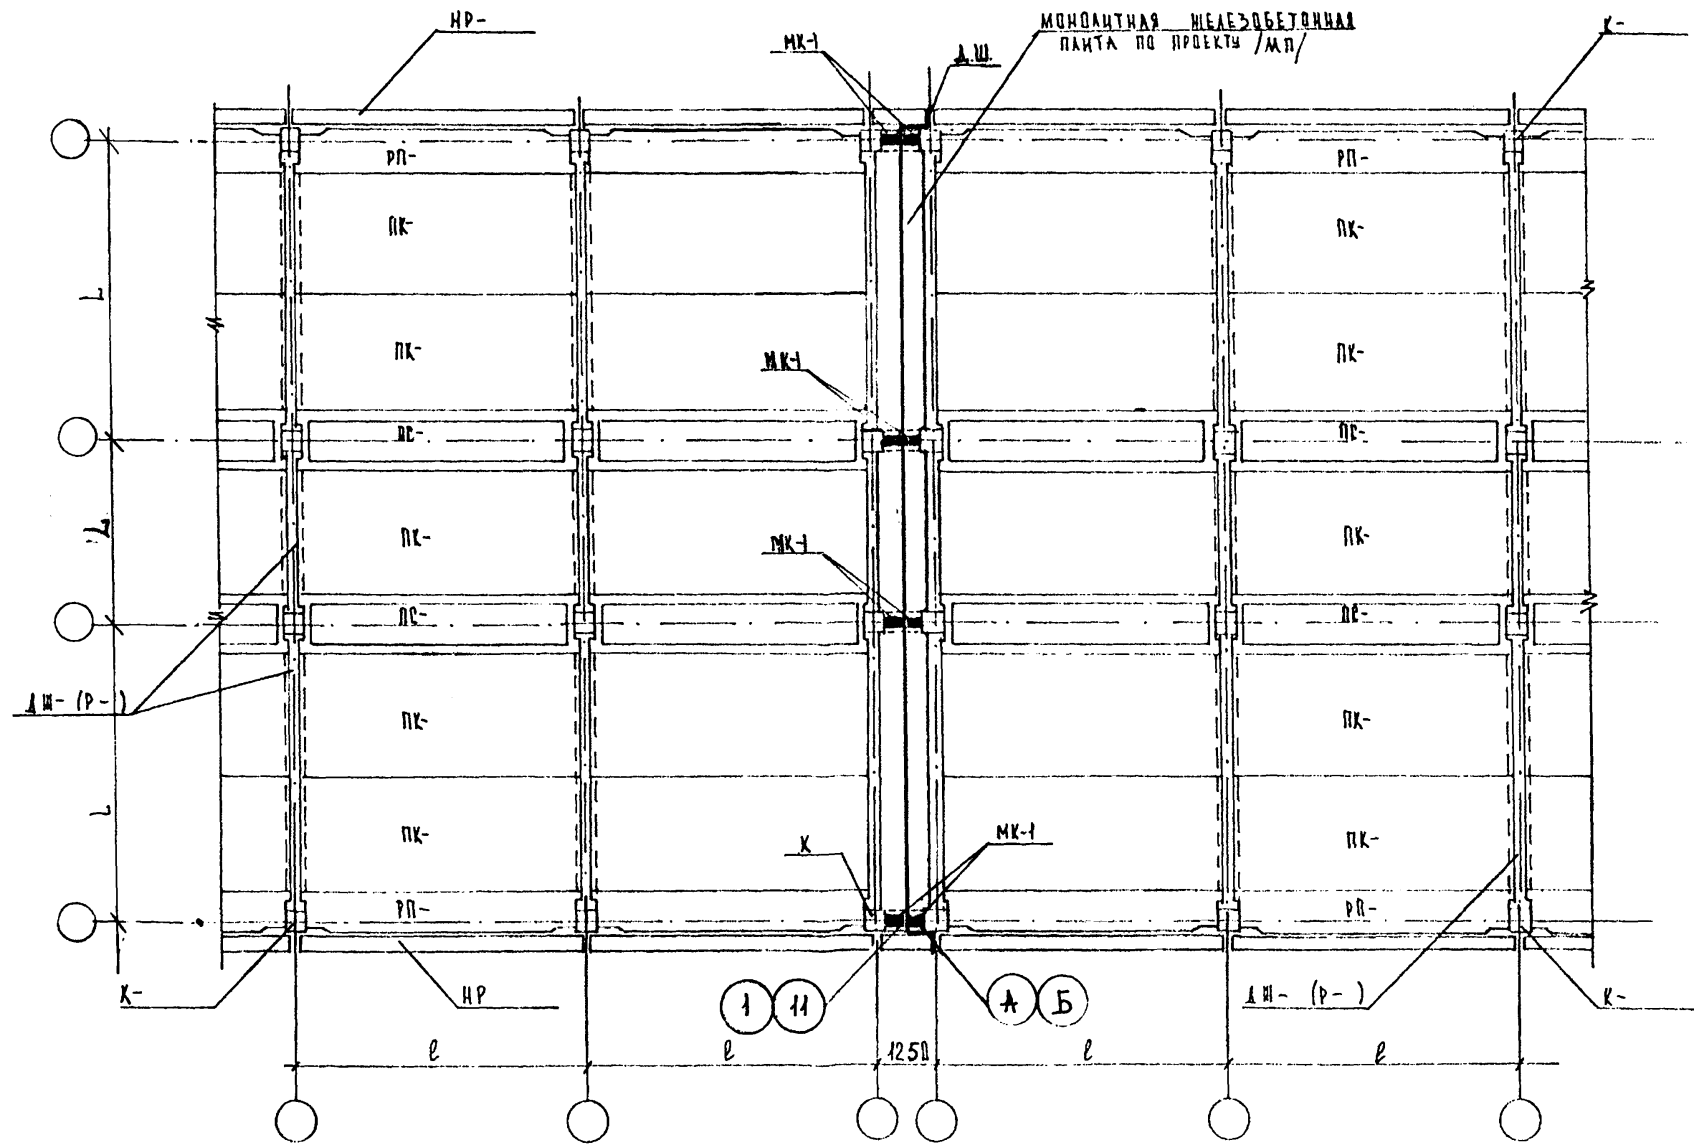 НР-
МК-1
Д.Ш.
МОНОЛИТНАЯ ЖЕЛЕЗОБЕТОННАЯ
ПЛИТА ПО ПРОЕКТУ /МП/
К-
РП-
РП-
ПК-
ПК-
L
ПК-
ПК-
МК-1
ПС-
ПС-
L
ПК-
МК-1
ПК-
ПС-
ПС-
ДШ- (Р-)
ПК-
ПК-
L
ПК-
К
МК-1
ПК-
РП-
РП-
К-
НР
1
11
А
Б
ДШ- (Р-)
К-
ℓ
ℓ
1250
ℓ
ℓ